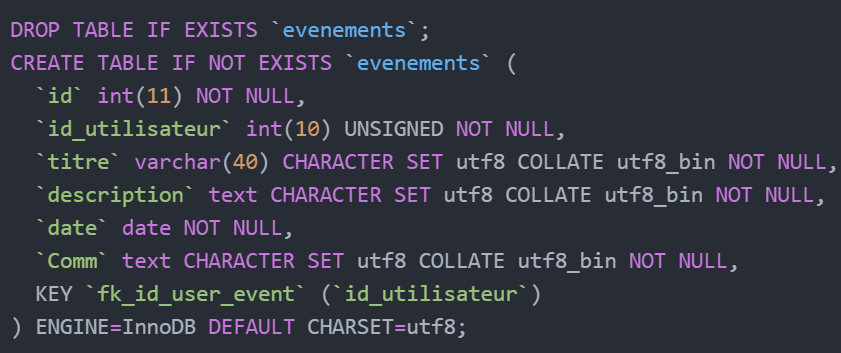 DROP TABLE IF EXISTS `evenements`;
CREATE TABLE IF NOT EXISTS `evenements` (
  `id` int(11) NOT NULL,
  `id_utilisateur` int(10) UNSIGNED NOT NULL,
  `titre` varchar(40) CHARACTER SET utf8 COLLATE utf8_bin NOT NULL,
  `description` text CHARACTER SET utf8 COLLATE utf8_bin NOT NULL,
  `date` date NOT NULL,
  `Comm` text CHARACTER SET utf8 COLLATE utf8_bin NOT NULL,
  KEY `fk_id_user_event` (`id_utilisateur`)
) ENGINE=InnoDB DEFAULT CHARSET=utf8;